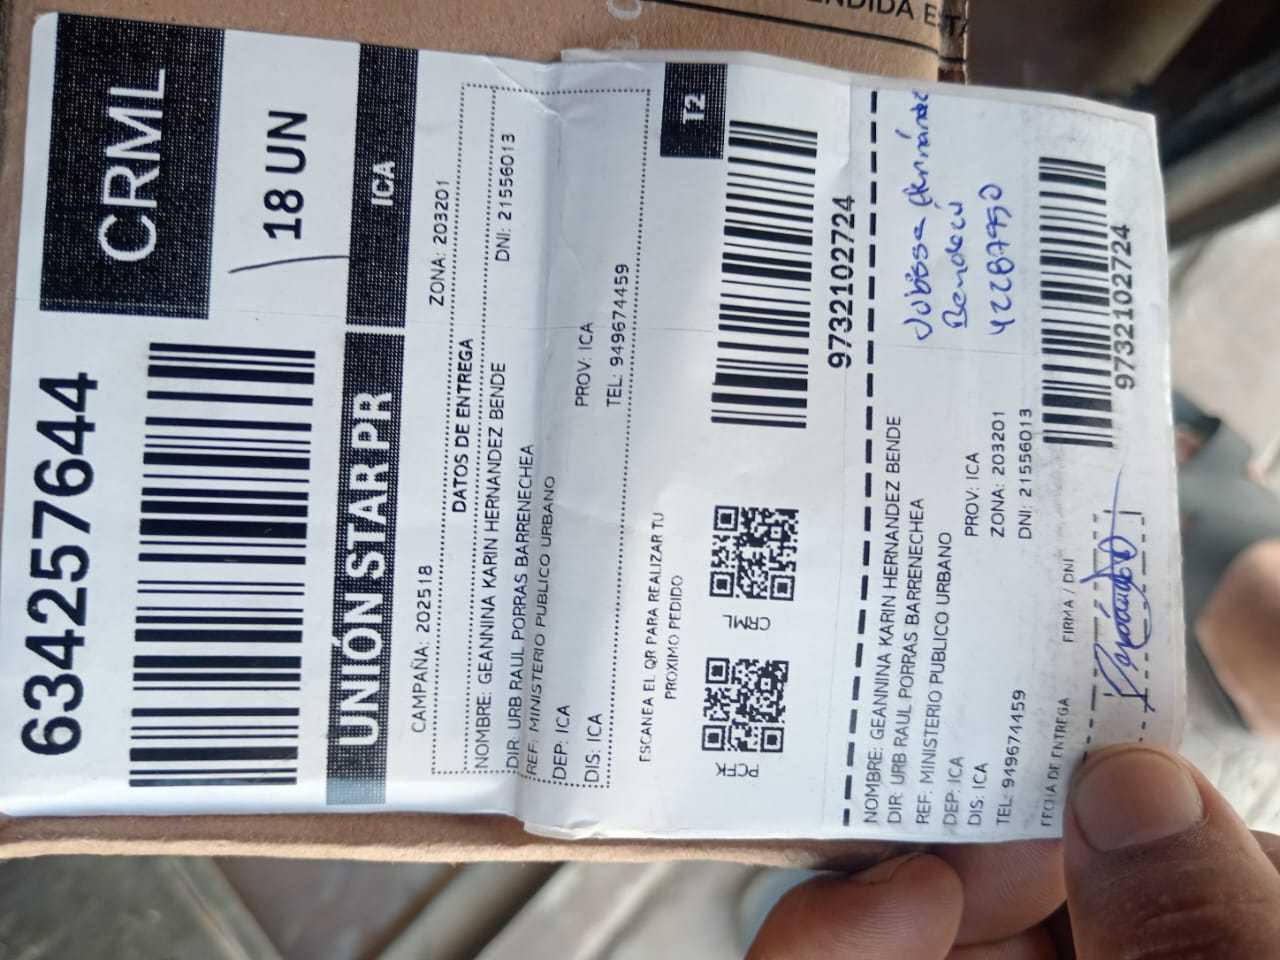 634257644
CRML
18 UN
UNIÓN STAR PR
ICA
CAMPAÑA: 202518
ZONA: 203201
DATOS DE ENTREGA
NOMBRE: GEANNINA KARIN HERNANDEZ BENDE
DNI: 21556013
DIR: URB RAUL PORRAS BARRENECHEA
REF: MINISTERIO PUBLICO URBANO
DEP: ICA
PROV: ICA
DIS: ICA
TEL: 949674459
ESCANEA EL QR PARA REALIZAR TU
PROXIMO PEDIDO
T2
PCFK
CRML
9732102724
NOMBRE: GEANNINA KARIN HERNANDEZ BENDE
DIR: URB RAUL PORRAS BARRENECHEA
REF: MINISTERIO PUBLICO URBANO
DEP: ICA
PROV: ICA
DIS: ICA
ZONA: 203201
TEL: 949674459
DNI: 21556013
Hernández
Bendezú
42287950
FECHA DE ENTREGA
FIRMA / DNI
9732102724